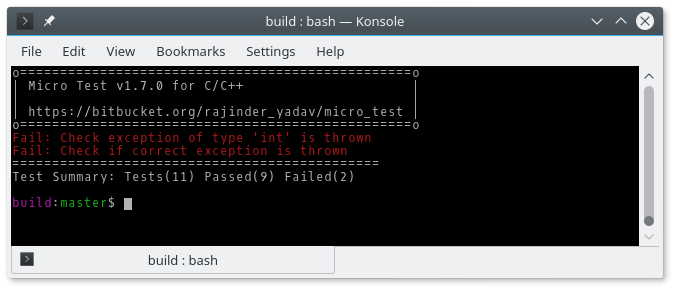 build : bash — Konsole
File Edit View Bookmarks Settings Help
o=================================================o
| Micro Test v1.7.0 for C/C++ |
| https://bitbucket.org/rajinder_yadav/micro_test |
o=================================================o
Fail: Check exception of type 'int' is thrown
Fail: Check if correct exception is thrown
==============================================
Test Summary: Tests(11) Passed(9) Failed(2)
build:master$
build : bash